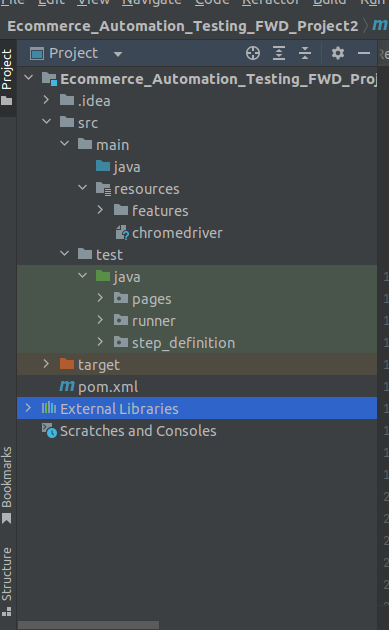 File Edit View Navigate Code Refactor Build Run
Ecommerce_Automation_Testing_FWD_Project2
Project
Project
Ecommerce_Automation_Testing_FWD_Proj
.idea
src
main
java
resources
features
chromedriver
test
java
pages
runner
step_definition
target
pom.xml
External Libraries
Scratches and Consoles
Bookmarks
Structure